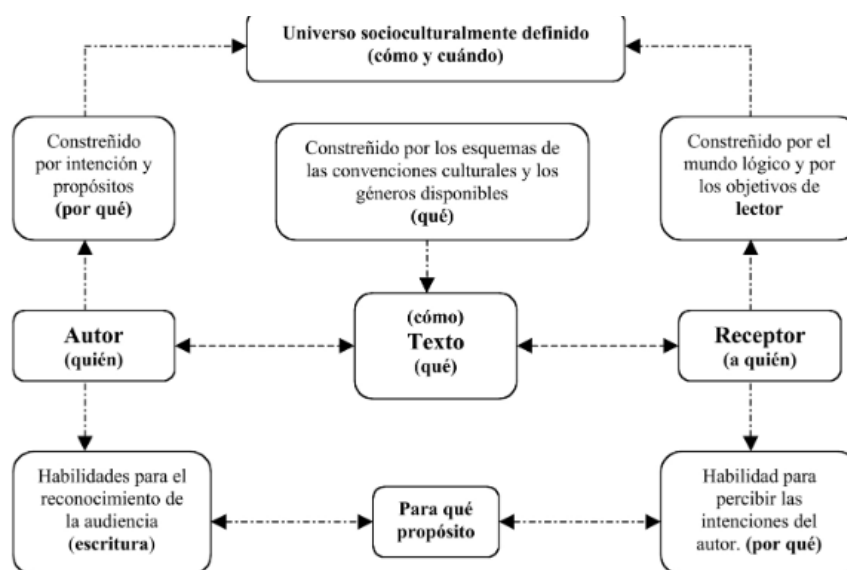 Universo socioculturalmente definido
(cómo y cuándo)
Constreñido
por intención y
propósitos
(por qué)
Constreñido por los esquemas de
las convenciones culturales y los
géneros disponibles
(qué)
Constreñido por el
mundo lógico y por
los objetivos de
lector
Autor
(quién)
(cómo)
Texto
(qué)
Receptor
(a quién)
Habilidades para el
reconocimiento de
la audiencia
(escritura)
Para qué
propósito
Habilidad para
percibir las
intenciones del
autor. (por qué)